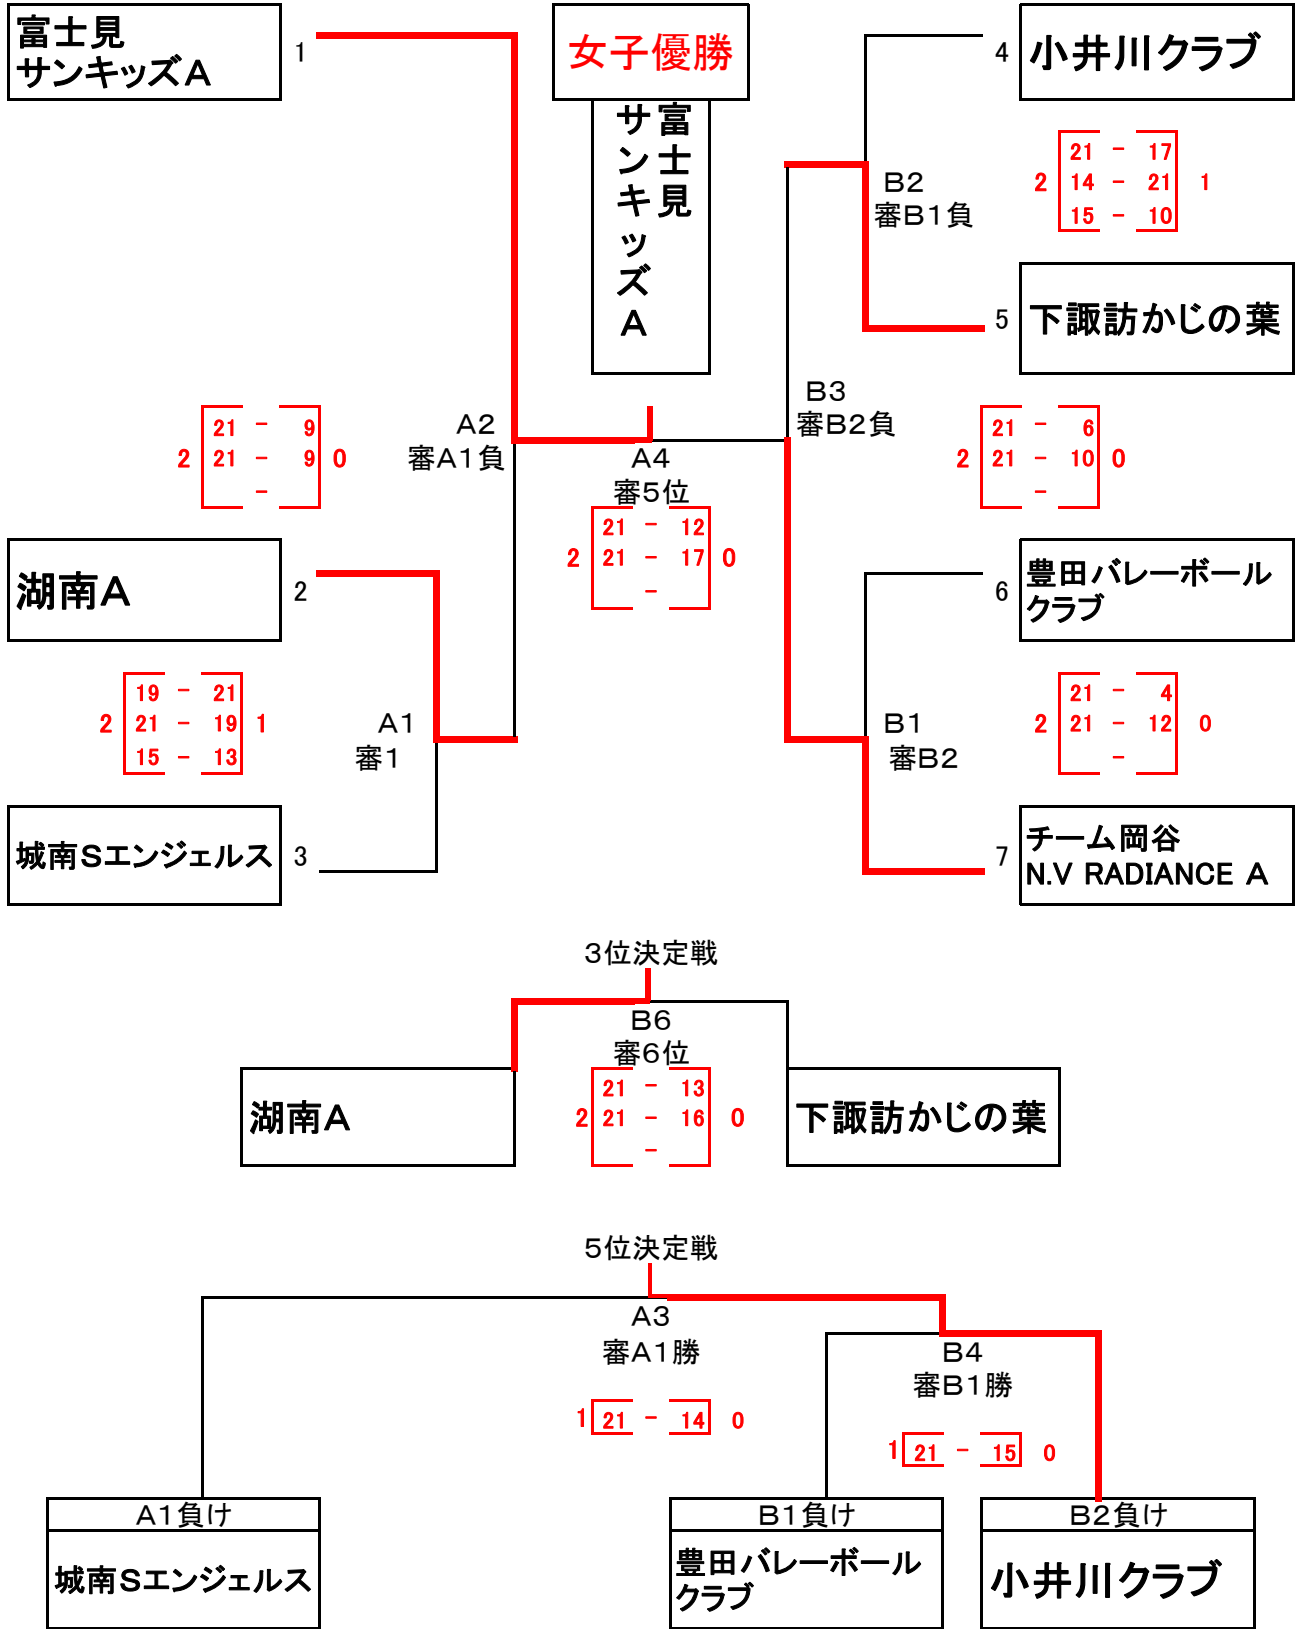 富士見
サンキッズA
1
女子優勝
富士見
サンキッズA
4
小井川クラブ
2
21 - 17
14 - 21
15 - 10
1
B2
審B1負
5
下諏訪かじの葉
B3
審B2負
A2
審A1負
2
21 - 9
21 - 9
-
0
A4
審5位
2
21 - 12
21 - 17
-
0
2
21 - 6
21 - 10
-
0
湖南A
2
6
豊田バレーボール
クラブ
2
19 - 21
21 - 19
15 - 13
1
A1
審1
B1
審B2
2
21 - 4
21 - 12
-
0
城南Sエンジェルス
3
7
チーム岡谷
N.V RADIANCE A
3位決定戦
B6
審6位
湖南A
2
21 - 13
21 - 16
-
0
下諏訪かじの葉
5位決定戦
A3
審A1勝
1 21 - 14 0
B4
審B1勝
1 21 - 15 0
A1負け
城南Sエンジェルス
B1負け
豊田バレーボール
クラブ
B2負け
小井川クラブ